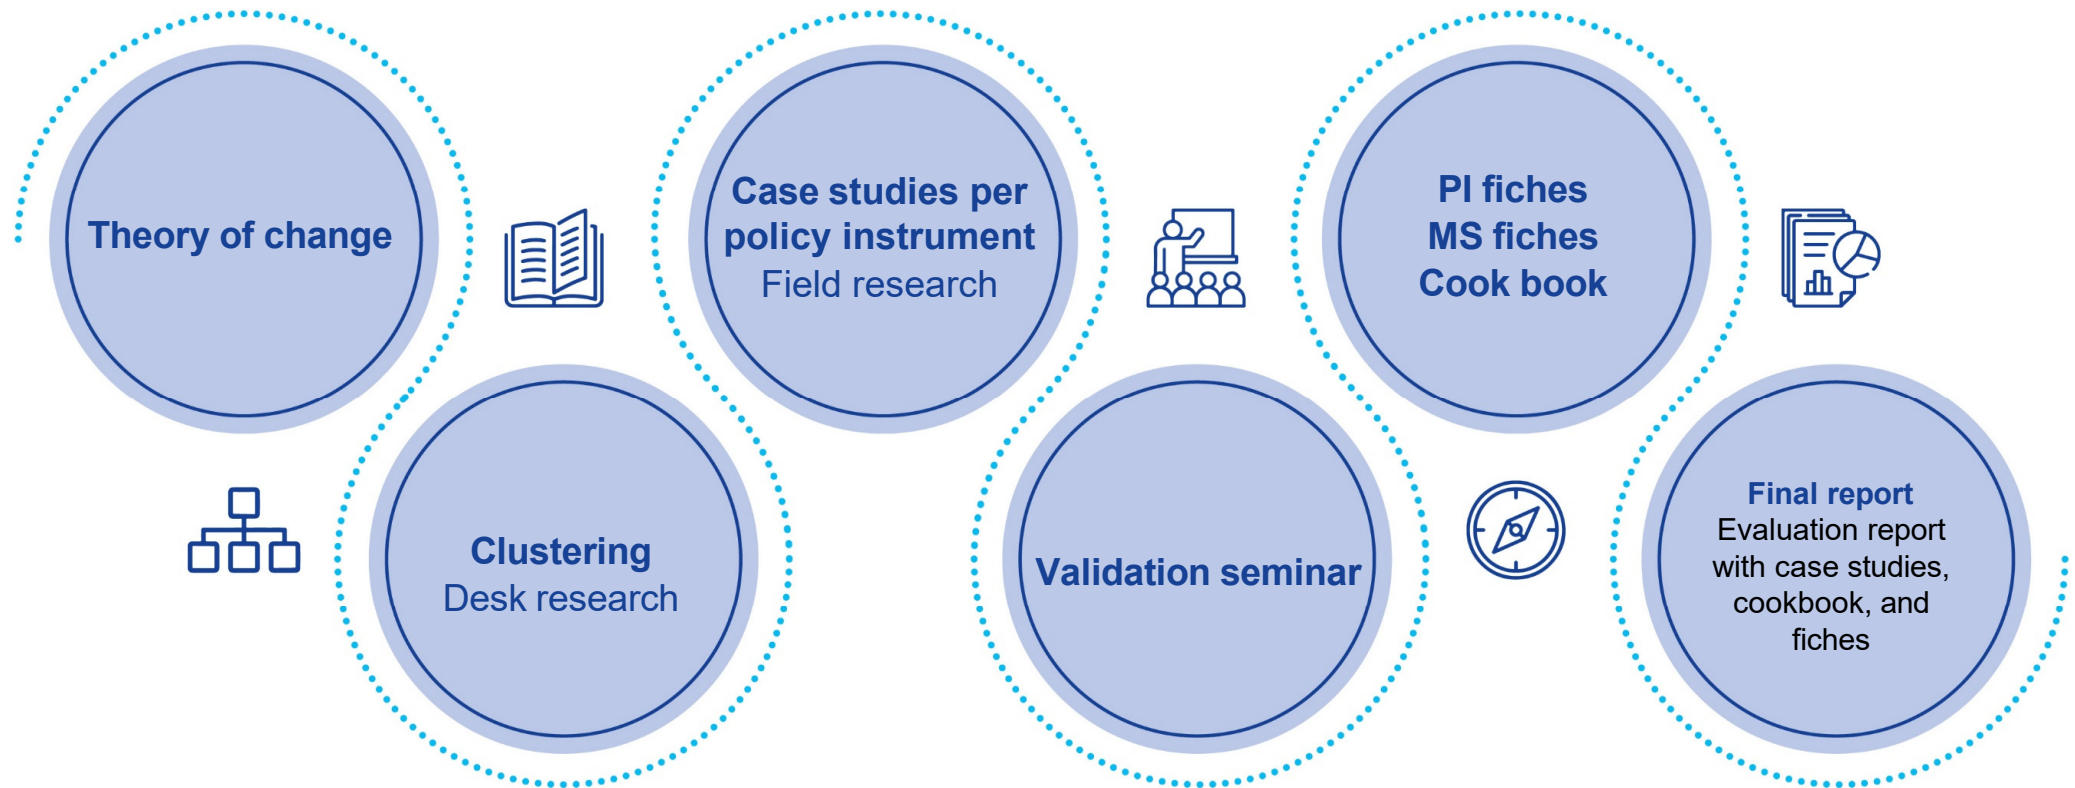 Theory of change
Clustering
Desk research
Case studies per
policy instrument
Field research
Validation seminar
PI fiches
MS fiches
Cook book
Final report
Evaluation report
with case studies,
cookbook, and
fiches